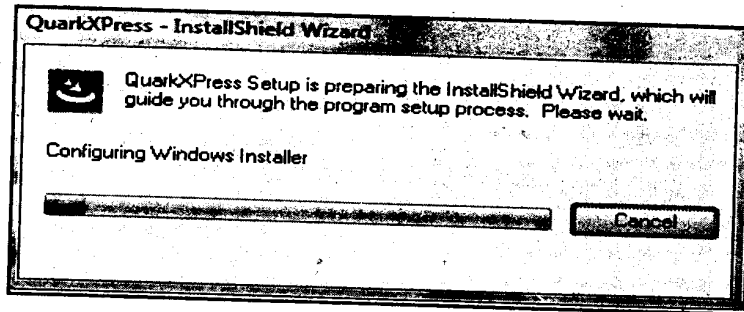 QuarkXPress - InstallShield Wizard
QuarkXPress Setup is preparing the InstallShield Wizard, which will
guide you through the program setup process. Please wait.
Configuring Windows Installer
Cancel